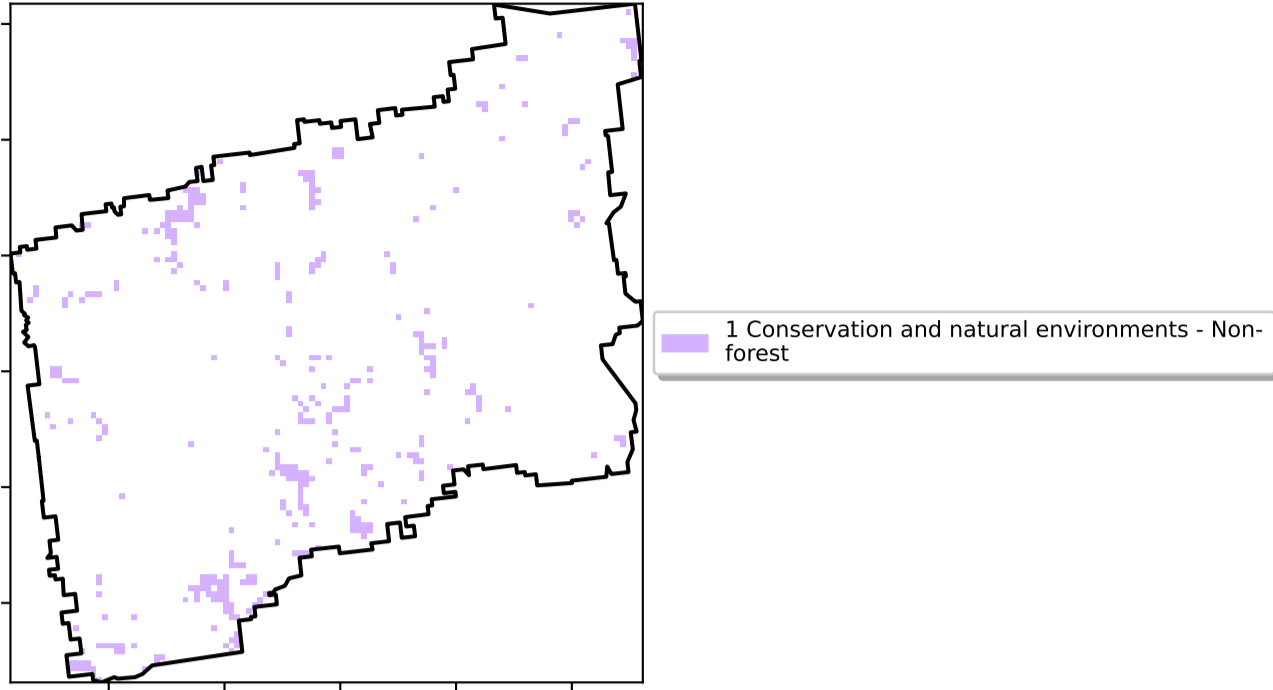 1 Conservation and natural environments - Non-
forest